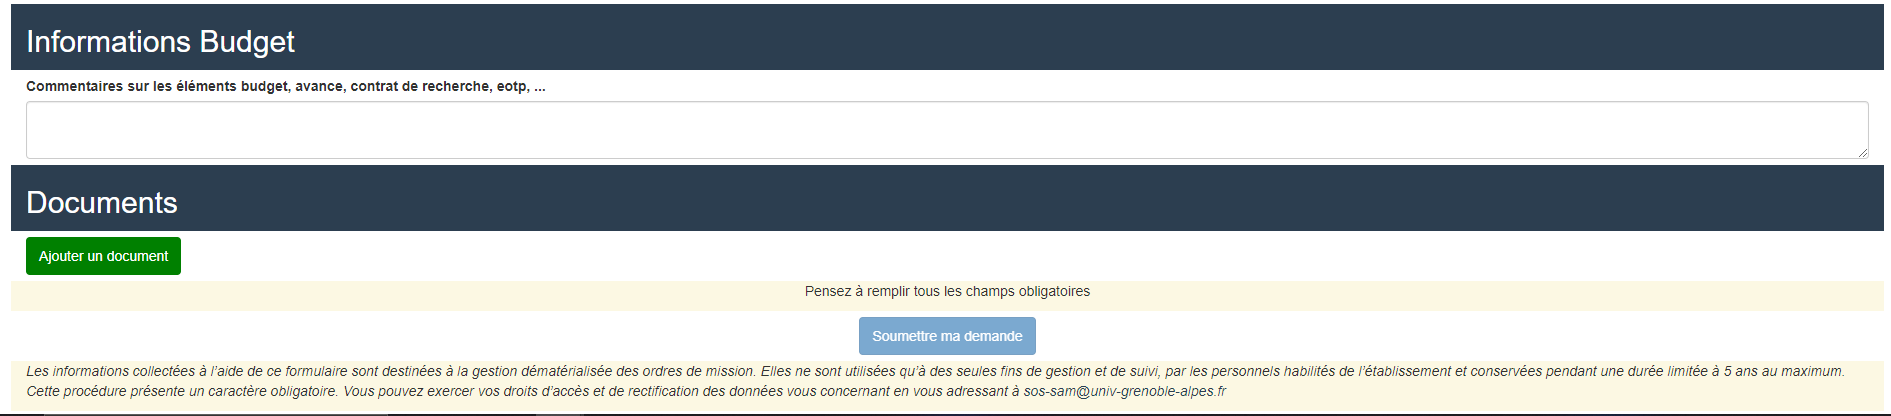 Informations Budget
Commentaires sur les éléments budget, avance, contrat de recherche, eotp, ...
Documents
Ajouter un document
Pensez à remplir tous les champs obligatoires
Soumettre ma demande
Les informations collectées à l’aide de ce formulaire sont destinées à la gestion dématérialisée des ordres de mission. Elles ne sont utilisées qu’à des seules fins de gestion et de suivi, par les personnels habilités de l’établissement et conservées pendant une durée limitée à 5 ans au maximum.
Cette procédure présente un caractère obligatoire. Vous pouvez exercer vos droits d’accès et de rectification des données vous concernant en vous adressant à sos-sam@univ-grenoble-alpes.fr